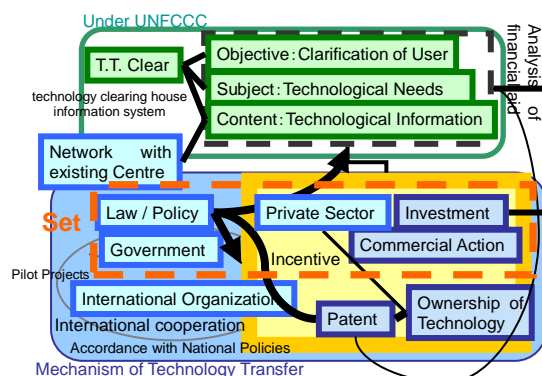 Under UNFCCC
T.T. Clear
technology clearing house
information system
Objective：Clarification of User
Subject：Technological Needs
Content：Technological Information
Analysis of
financial aid
Network with
existing Centre
Set
Law / Policy
Private Sector
Investment
Government
Commercial Action
Pilot Projects
Incentive
International Organization
International cooperation
Patent
Ownership of
Technology
Accordance with National Policies
Mechanism of Technology Transfer